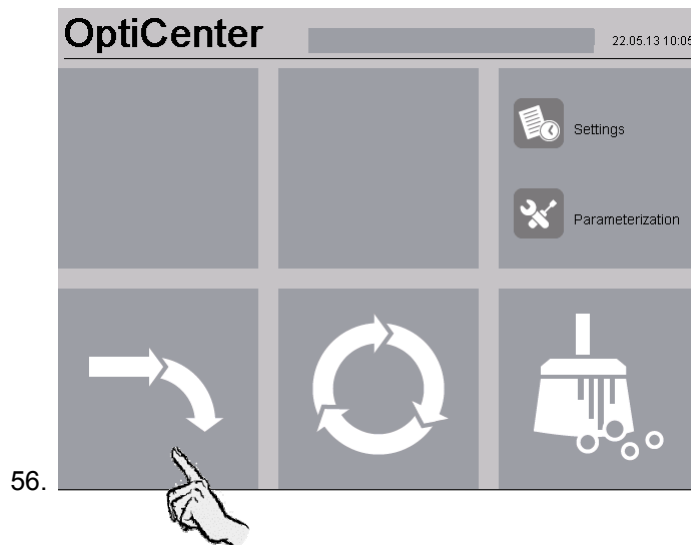 OptiCenter
22.05.13 10:05
Settings
Parameterization
56.